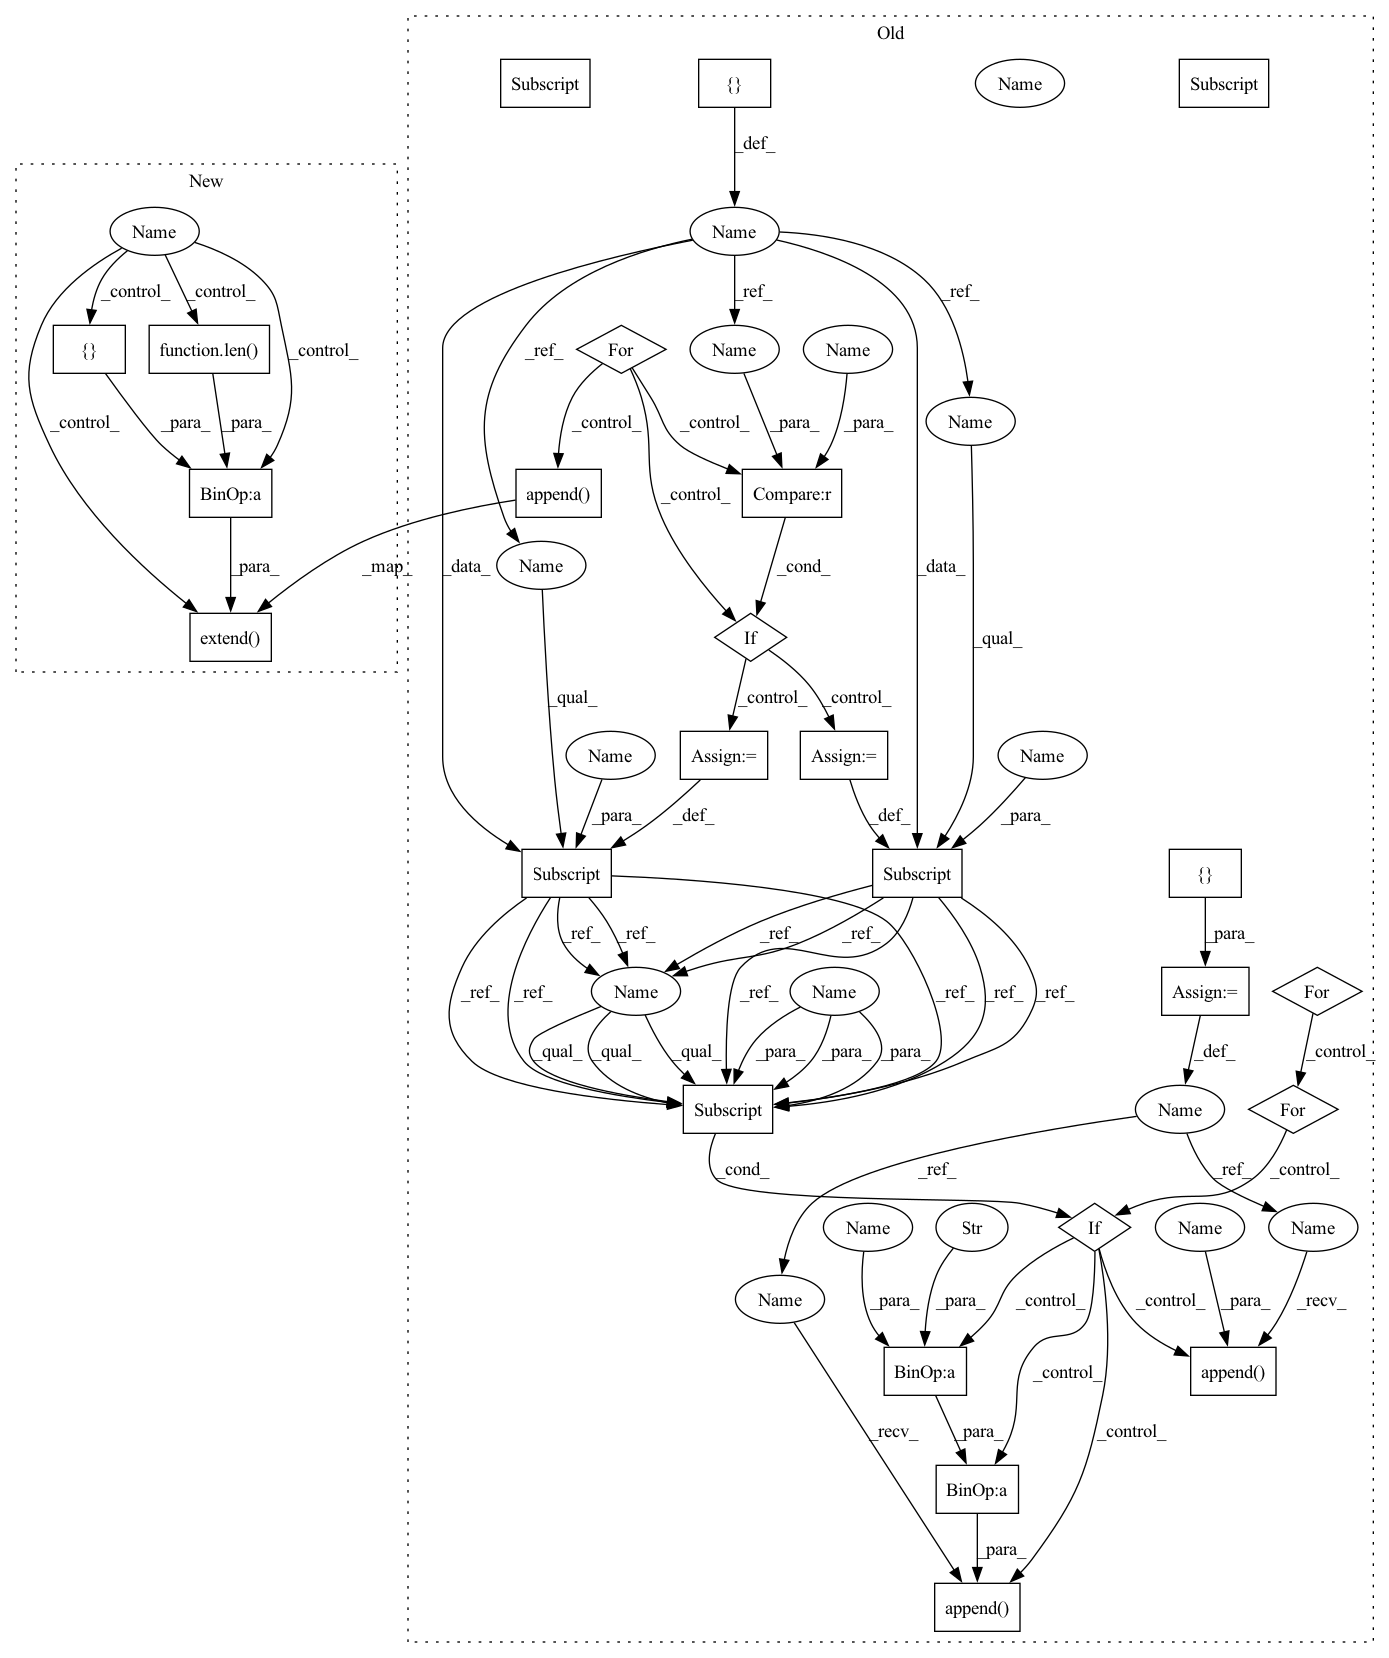 Old
Subscript
{}
Name
Subscript
_def_
New
Name
Name
_control_
_control_
_ref_
_ref_
{}
function.len()
_control_
_ref_
For
Name
Name
Name
_control_
_para_
_para_
_control_
_control_
_para_
_para_
BinOp:a
append()
_control_
Compare:r
_para_
_map_
_data_
Name
_cond_
_data_
extend()
If
_qual_
_qual_
_control_
_control_
Name
Assign:=
Assign:=
Name
_para_
_def_
_def_
_para_
Subscript
Subscript
{}
_ref_
_ref_
_ref_
_ref_
_para_
_ref_
_ref_
Name
Name
_ref_
_ref_
_ref_
_ref_
Assign:=
For
_qual_
_qual_
_qual_
_para_
_para_
_para_
_def_
_control_
Subscript
Name
For
_cond_
_ref_
_ref_
_control_
Name
Str
If
Name
Name
Name
_para_
_para_
_control_
_control_
_para_
_recv_
BinOp:a
_control_
append()
_recv_
_para_
_control_
BinOp:a
_para_
append()